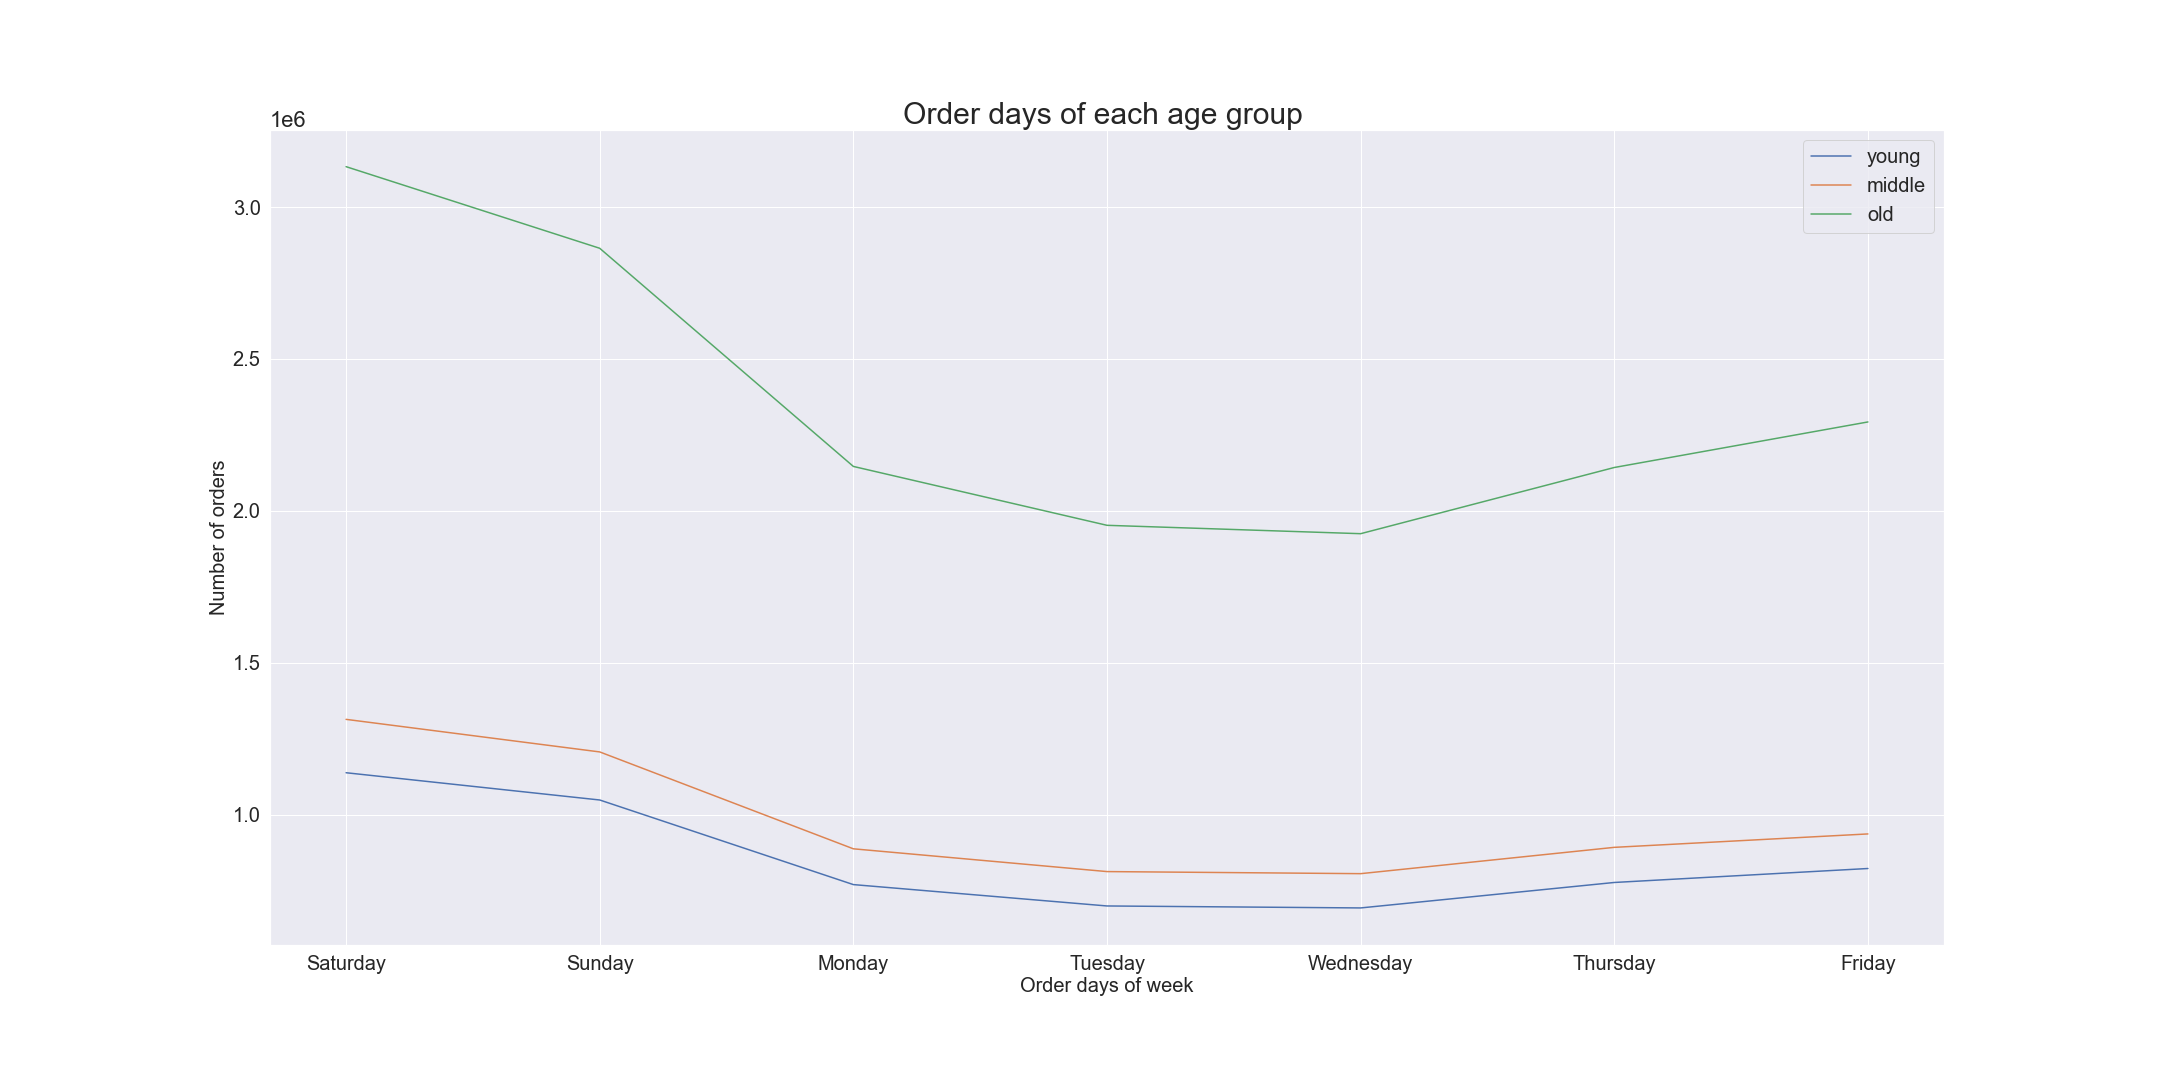 Order days of each age group
1e6
young
middle
old
3.0
2.5
2.0
1.5
1.0
Number of orders
Saturday Sunday Monday Tuesday Wednesday Thursday Friday
Order days of week